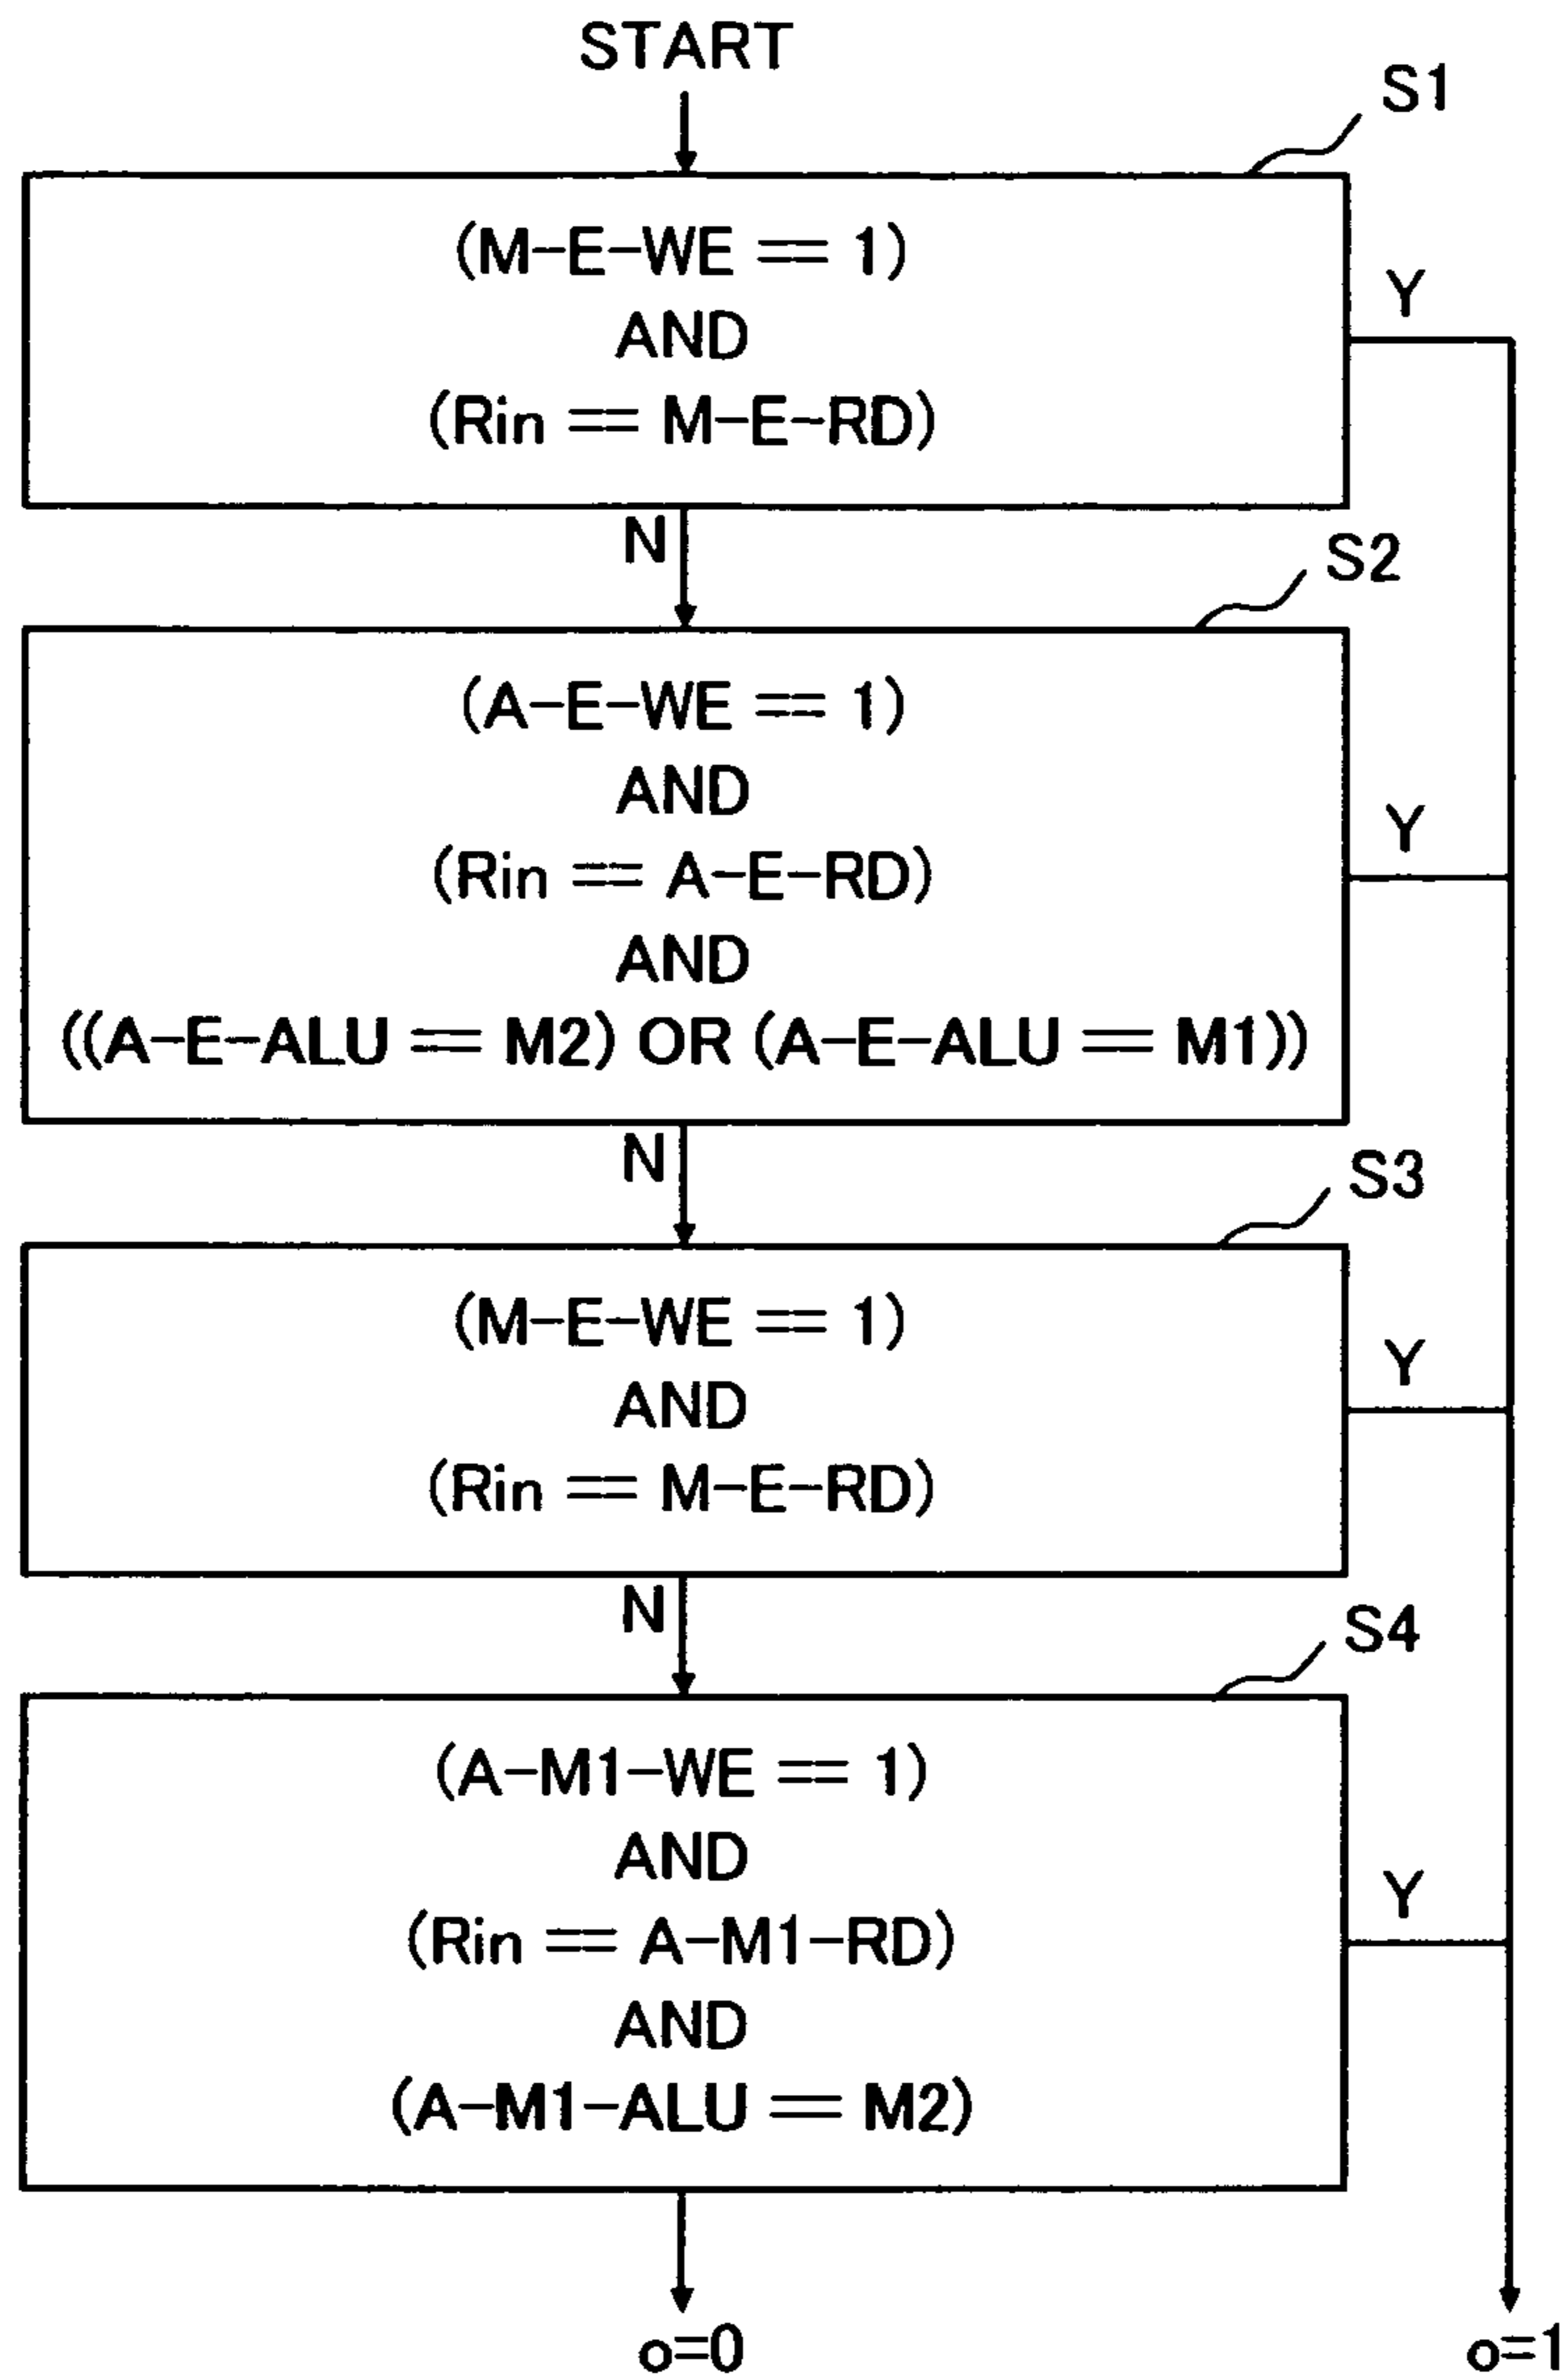 START
S1
(M-E-WE == 1)
AND
(Rin == M-E-RD)
Y
N
S2
(A-E-WE == 1)
AND
(Rin == A-E-RD)
AND
((A-E-ALU == M2) OR (A-E-ALU == M1))
Y
N
S3
(M-E-WE == 1)
AND
(Rin == M-E-RD)
Y
N
S4
(A-M1-WE == 1)
AND
(Rin == A-M1-RD)
AND
(A-M1-ALU == M2)
Y
o=0
o=1